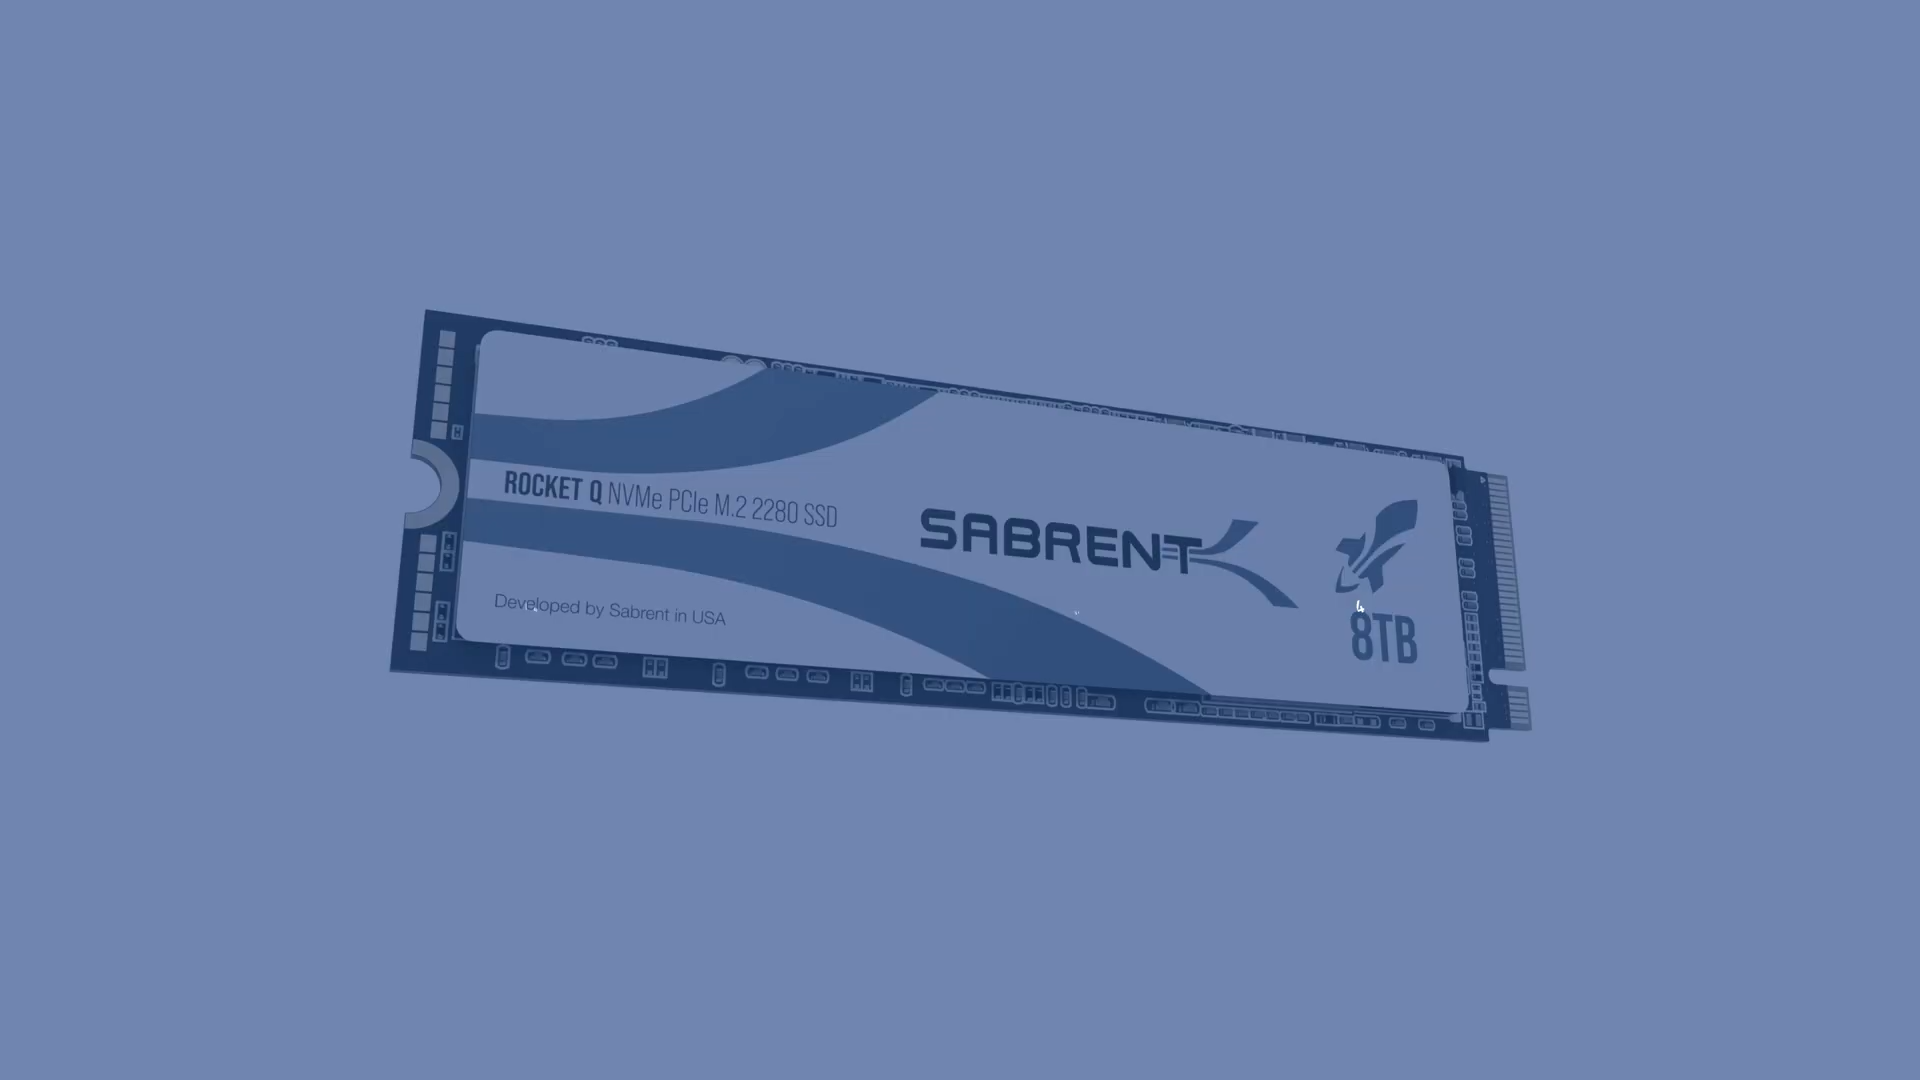 ROCKET Q NVMe PCIe M.2 2280 SSD
SABRENT
8TB
Developed by Sabrent in USA